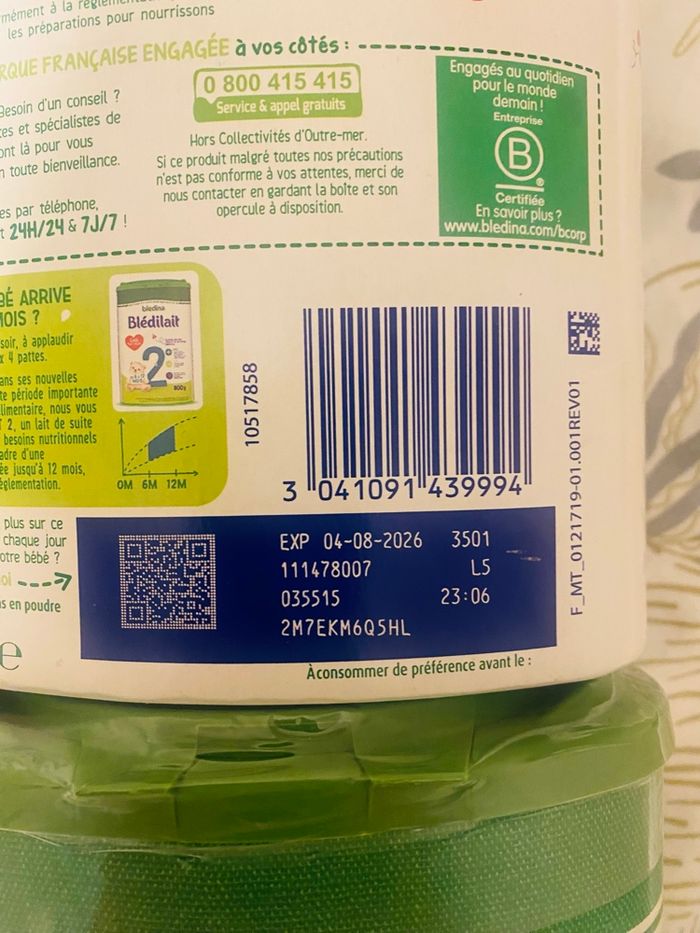 mément à la réglementat
les préparations pour nourrissons
RQUE FRANÇAISE ENGAGÉE à vos côtés :
Besoin d'un conseil ?
es et spécialistes de
ont là pour vous
n toute bienveillance.
es par téléphone,
t 24H/24 & 7J/7 !
0 800 415 415
Service & appel gratuits
Hors Collectivités d'Outre-mer.
Si ce produit malgré toutes nos précautions
n'est pas conforme à vos attentes, merci de
nous contacter en gardant la boîte et son
opercule à disposition.
Engagés au quotidien
pour le monde
demain !
Entreprise
B
Certifiée
En savoir plus ?
www.bledina.com/bcorp
BÉ ARRIVE
MOIS ?
soir, à applaudir
x 4 pattes.
ans ses nouvelles
te période importante
limentaire, nous vous
T 2, un lait de suite
besoins nutritionnels
adre d'une
ée jusqu'à 12 mois,
églementation.
bledina
Blédilait
2
800g
0M 6M 12M
10517858
3 041091 439994
F_MT_0121719-01.001REV01
plus sur ce
chaque jour
otre bébé ?
oi
s en poudre
e
EXP 04-08-2026 3501
111478007 L5
035515 23:06
2M7EKM6Q5HL
À consommer de préférence avant le :